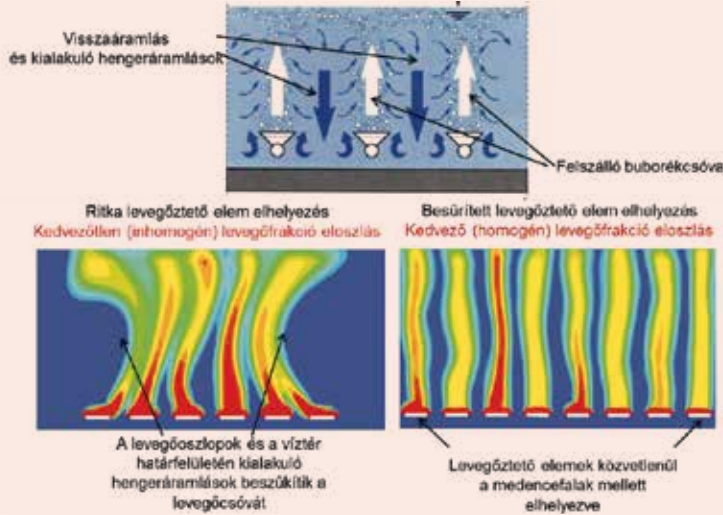 Visszaáramlás
és kialakuló hengeráramlások
Felszálló buborékcsóva
Ritka levegőztető elem elhelyezés
Kedvezőtlen (inhomogén) levegőfrakció eloszlás
Besűrített levegőztető elem elhelyezés
Kedvező (homogén) levegőfrakció eloszlás
A levegőoszlopok és a víztér
határfelületén kialakuló
hengeráramlások beszűkítik a
levegőcsóvát
Levegőztető elemek közvetlenül
a medencefalak mellett
elhelyezve